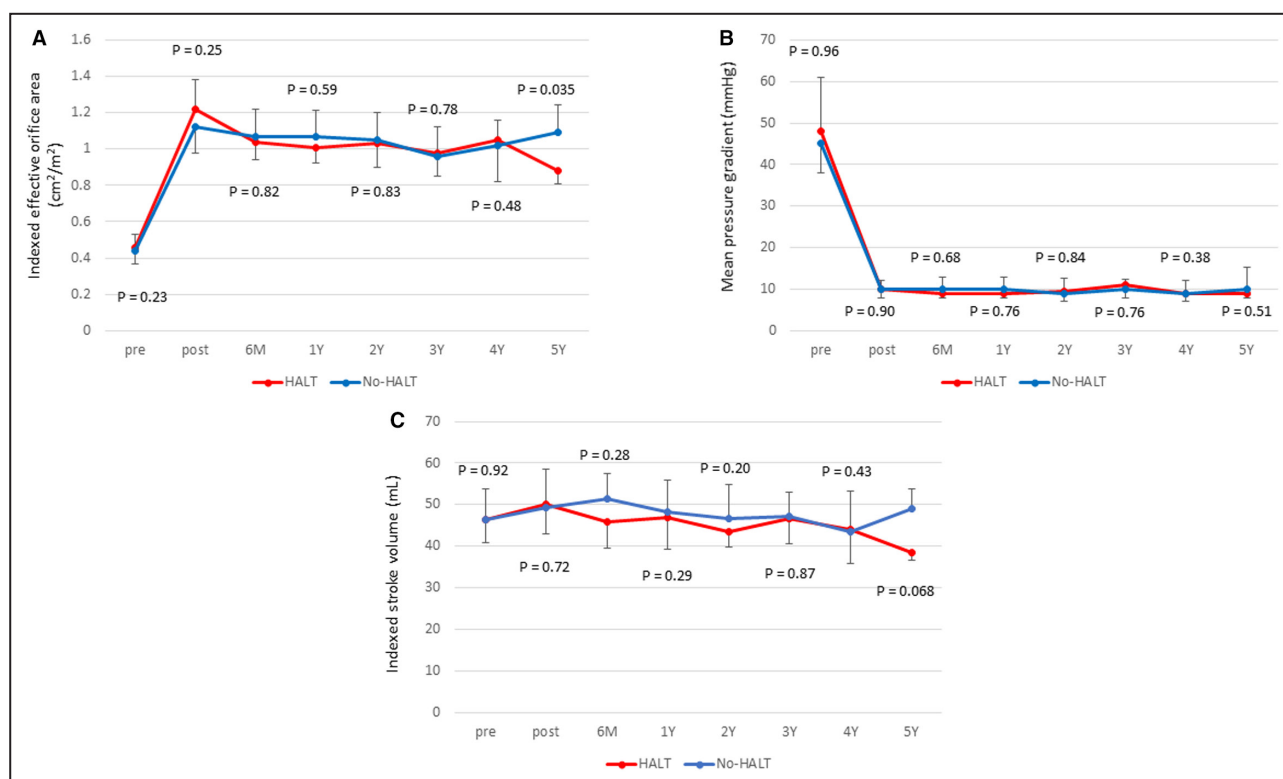 A
Indexed effective orifice area
(cm²/m²)
1.6
1.4
1.2
1
0.8
0.6
0.4
0.2
0
P = 0.25
P = 0.59
P = 0.035
P = 0.78
P = 0.82
P = 0.83
P = 0.48
P = 0.23
pre post 6M 1Y 2Y 3Y 4Y 5Y
HALT No-HALT
B
Mean pressure gradient (mmHg)
70
60
50
40
30
20
10
0
P = 0.96
P = 0.68
P = 0.84
P = 0.38
P = 0.90
P = 0.76
P = 0.76
P = 0.51
pre post 6M 1Y 2Y 3Y 4Y 5Y
HALT No-HALT
C
Indexed stroke volume (mL)
70
60
50
40
30
20
10
0
P = 0.92
P = 0.28
P = 0.20
P = 0.43
P = 0.72
P = 0.29
P = 0.87
P = 0.068
pre post 6M 1Y 2Y 3Y 4Y 5Y
HALT No-HALT